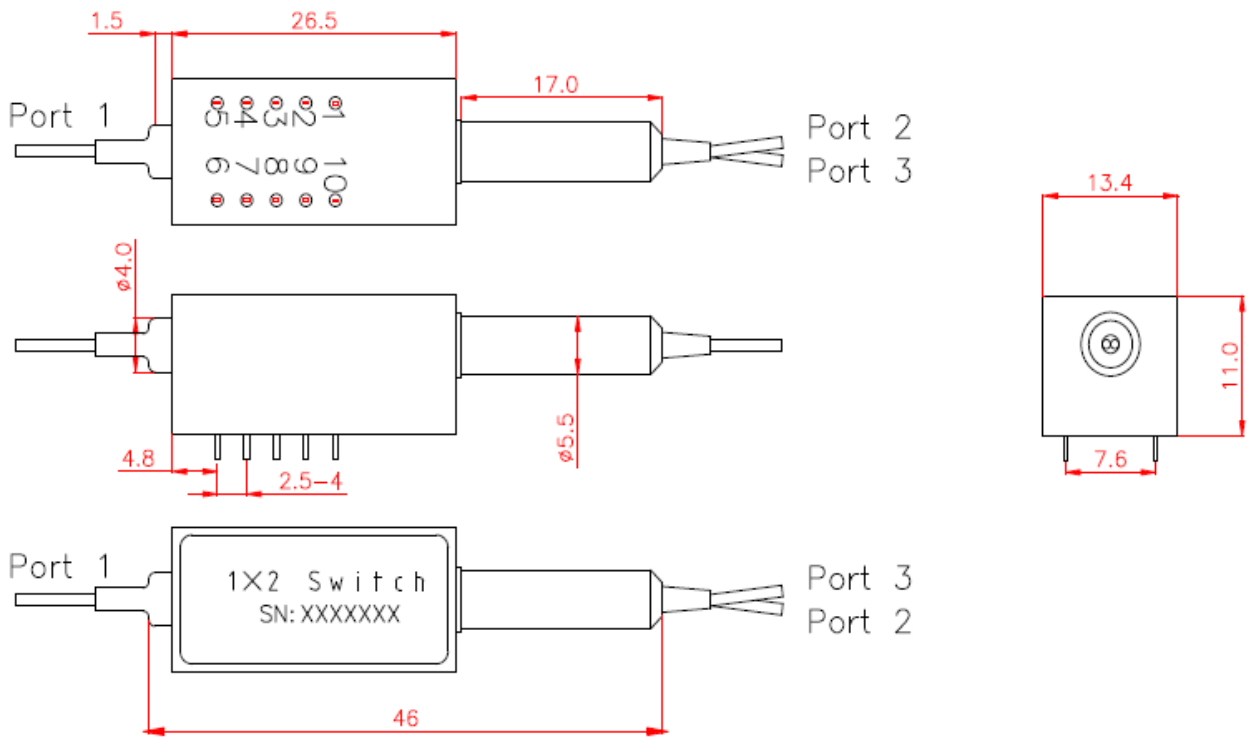 1.5 26.5
17.0
Port 1
5 4 3 2 1
6 7 8 9 10
Port 2
Port 3
13.4
ø4.0
11.0
ø5.5
4.8
2.5-4
7.6
Port 1
1X2 Switch
SN: XXXXXXX
Port 3
Port 2
46